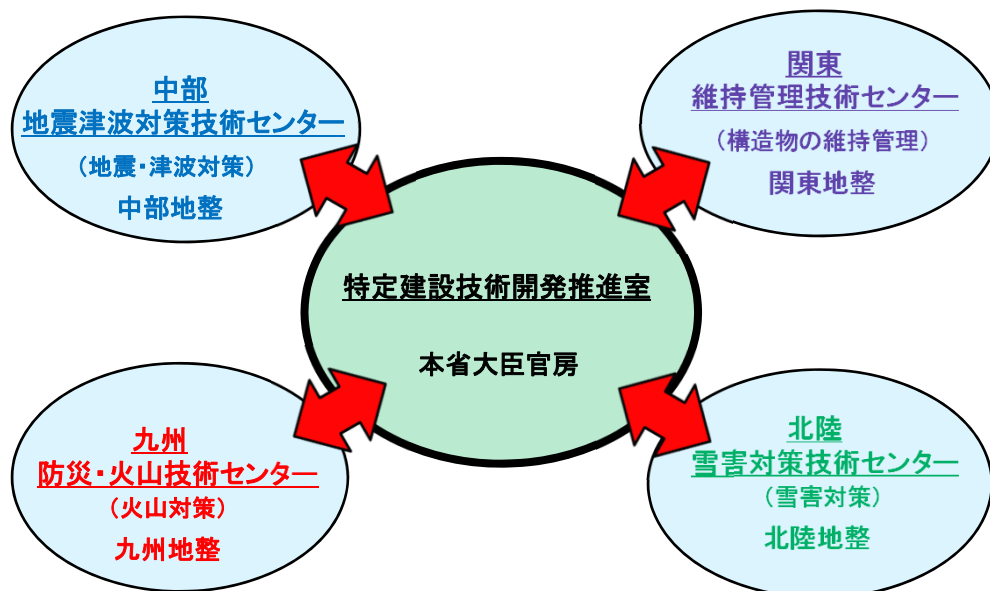 中部
地震津波対策技術センター
（地震・津波対策）
中部地整
関東
維持管理技術センター
（構造物の維持管理）
関東地整
特定建設技術開発推進室
本省大臣官房
九州
防災・火山技術センター
（火山対策）
九州地整
北陸
雪害対策技術センター
（雪害対策）
北陸地整